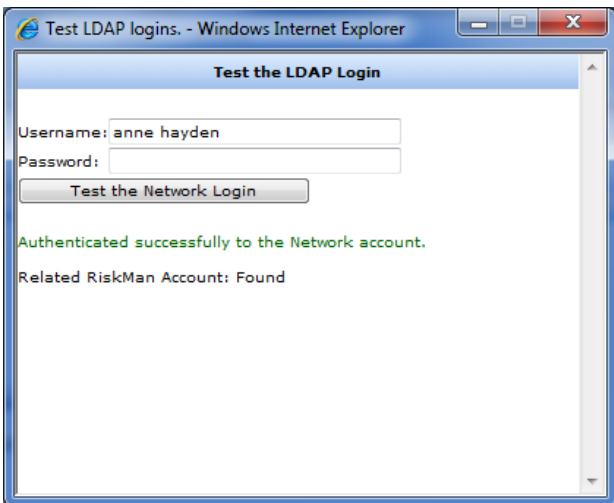 Test LDAP logins. - Windows Internet Explorer
Test the LDAP Login
Username: anne hayden
Password:
Test the Network Login
Authenticated successfully to the Network account.
Related RiskMan Account: Found